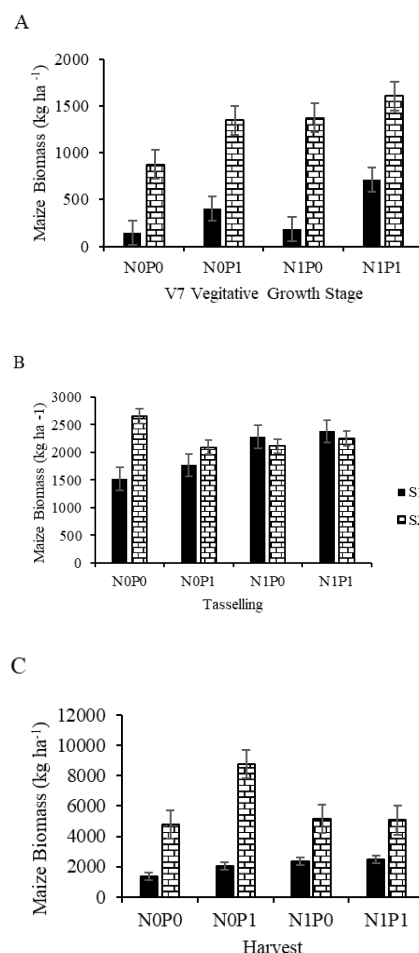 A
Maize Biomass (kg ha -1)
2000
1500
1000
500
0
N0P0 N0P1 N1P0 N1P1
V7 Vegitative Growth Stage
B
Maize Biomass (kg ha -1)
3000
2500
2000
1500
1000
500
0
N0P0 N0P1 N1P0 N1P1
Tasselling
C
Maize Biomass (kg ha-1)
12000
10000
8000
6000
4000
2000
0
N0P0 N0P1 N1P0 N1P1
Harvest